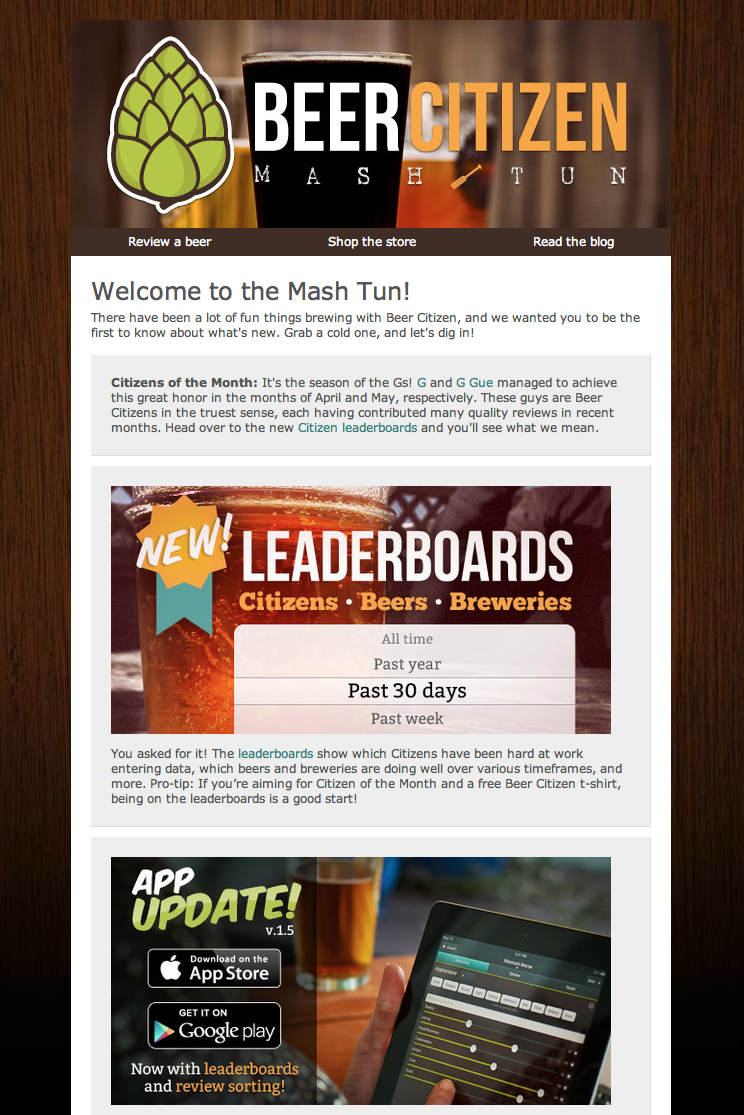 BEERCITIZEN
MASH TUN
Review a beer
Shop the store
Read the blog
Welcome to the Mash Tun!
There have been a lot of fun things brewing with Beer Citizen, and we wanted you to be the
first to know about what's new. Grab a cold one, and let's dig in!
Citizens of the Month: It's the season of the Gs! G and G Gue managed to achieve
this great honor in the months of April and May, respectively. These guys are Beer
Citizens in the truest sense, each having contributed many quality reviews in recent
months. Head over to the new Citizen leaderboards and you'll see what we mean.
NEW!
LEADERBOARDS
Citizens • Beers • Breweries
All time
Past year
Past 30 days
Past week
You asked for it! The leaderboards show which Citizens have been hard at work
entering data, which beers and breweries are doing well over various timeframes, and
more. Pro-tip: If you’re aiming for Citizen of the Month and a free Beer Citizen t-shirt,
being on the leaderboards is a good start!
APP
UPDATE!
v.1.5
Download on the
App Store
GET IT ON
Google play
Now with leaderboards
and review sorting!
Mountain Rescue
Appearance